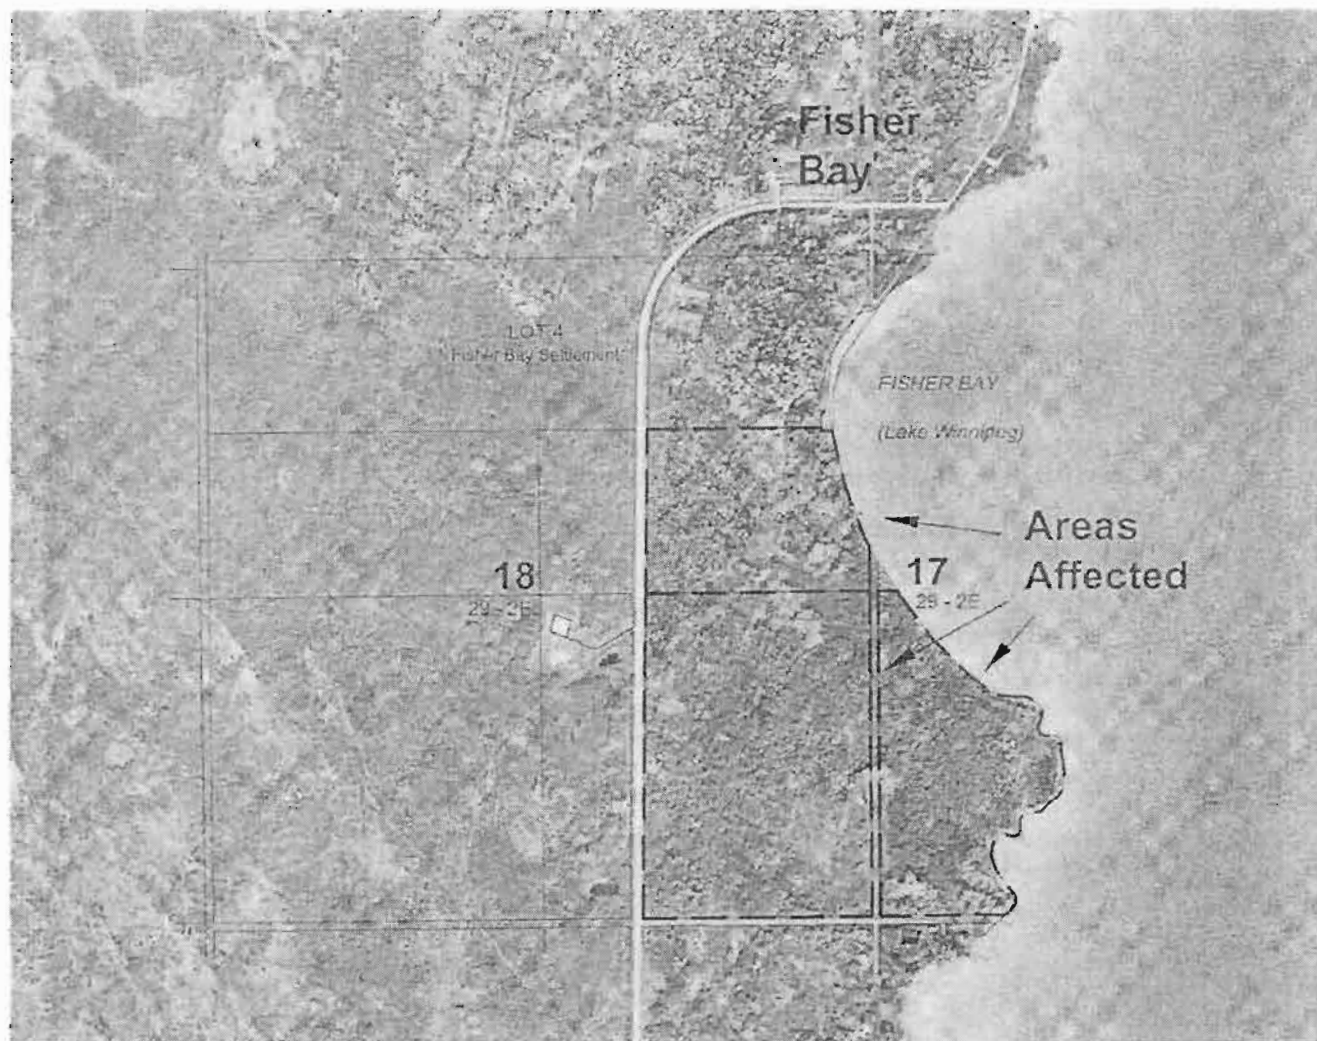 Fisher
Bay
LOT 4
Fisher Bay Settlement
FISHER BAY
(Lake Winnipeg)
Areas
Affected
18
29 - 2E
17
29 - 2E